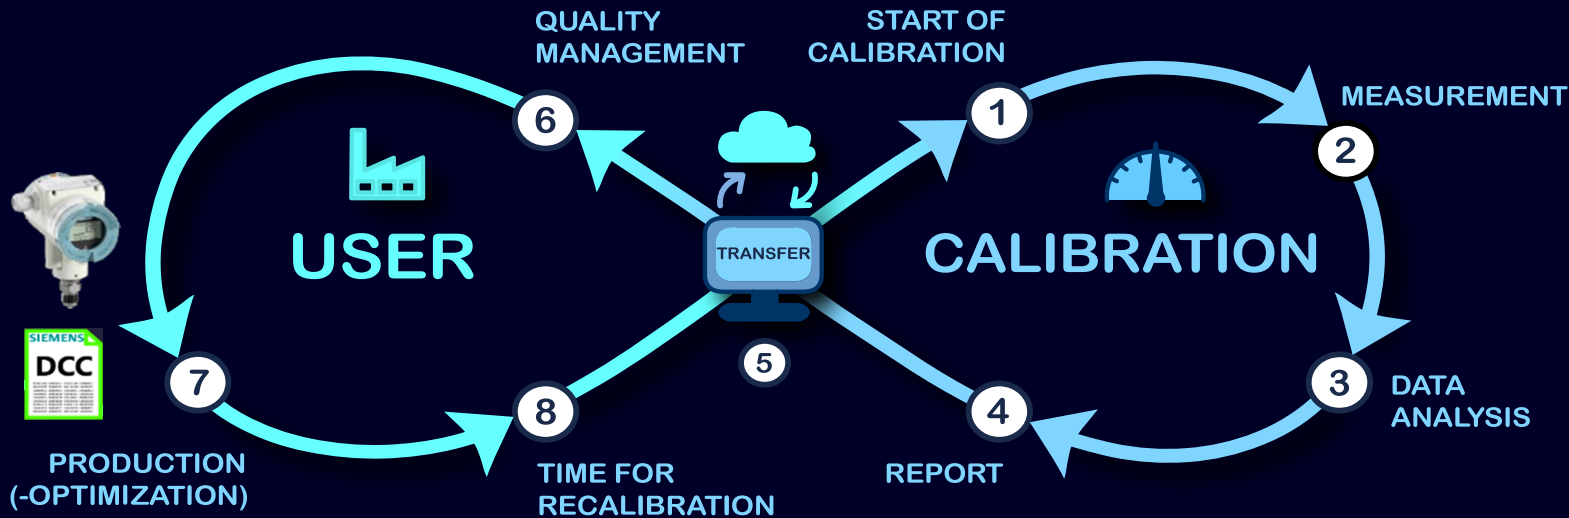 QUALITY
MANAGEMENT
START OF
CALIBRATION
MEASUREMENT
6
1
2
USER
CALIBRATION
TRANSFER
SIEMENS
DCC
5
7
3
8
4
DATA
ANALYSIS
PRODUCTION
(-OPTIMIZATION)
TIME FOR
RECALIBRATION
REPORT